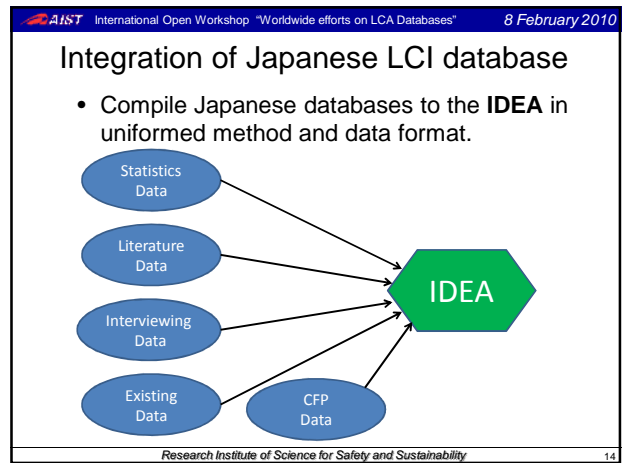 AIST International Open Workshop “Worldwide efforts on LCA Databases” 8 February 2010
Integration of Japanese LCI database
• Compile Japanese databases to the IDEA in
uniformed method and data format.
Statistics
Data
Literature
Data
IDEA
Interviewing
Data
Existing
Data
CFP
Data
Research Institute of Science for Safety and Sustainability 14